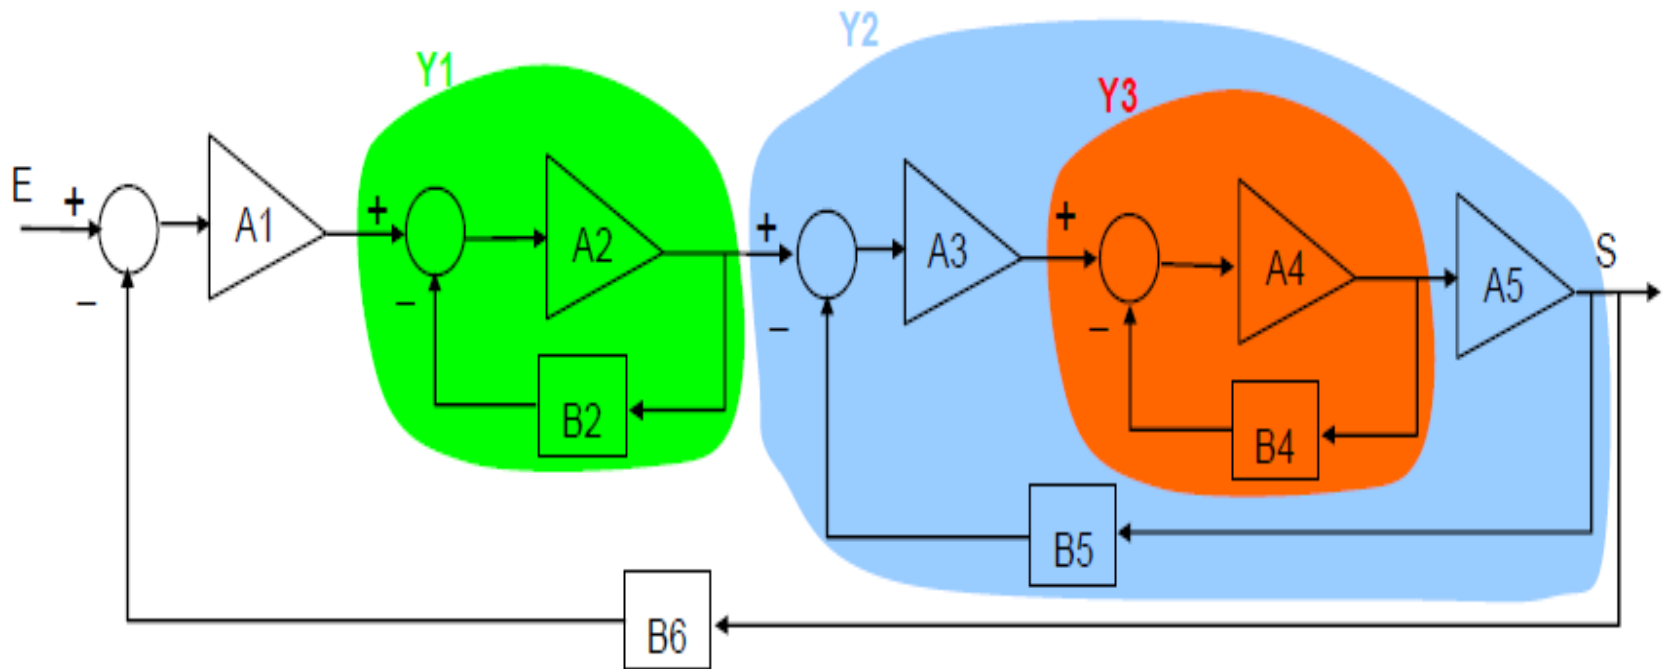 Y2
Y1
Y3
E
+
A1
+
A2
+
A3
+
A4
A5
S
−
−
−
−
B2
B4
B5
B6